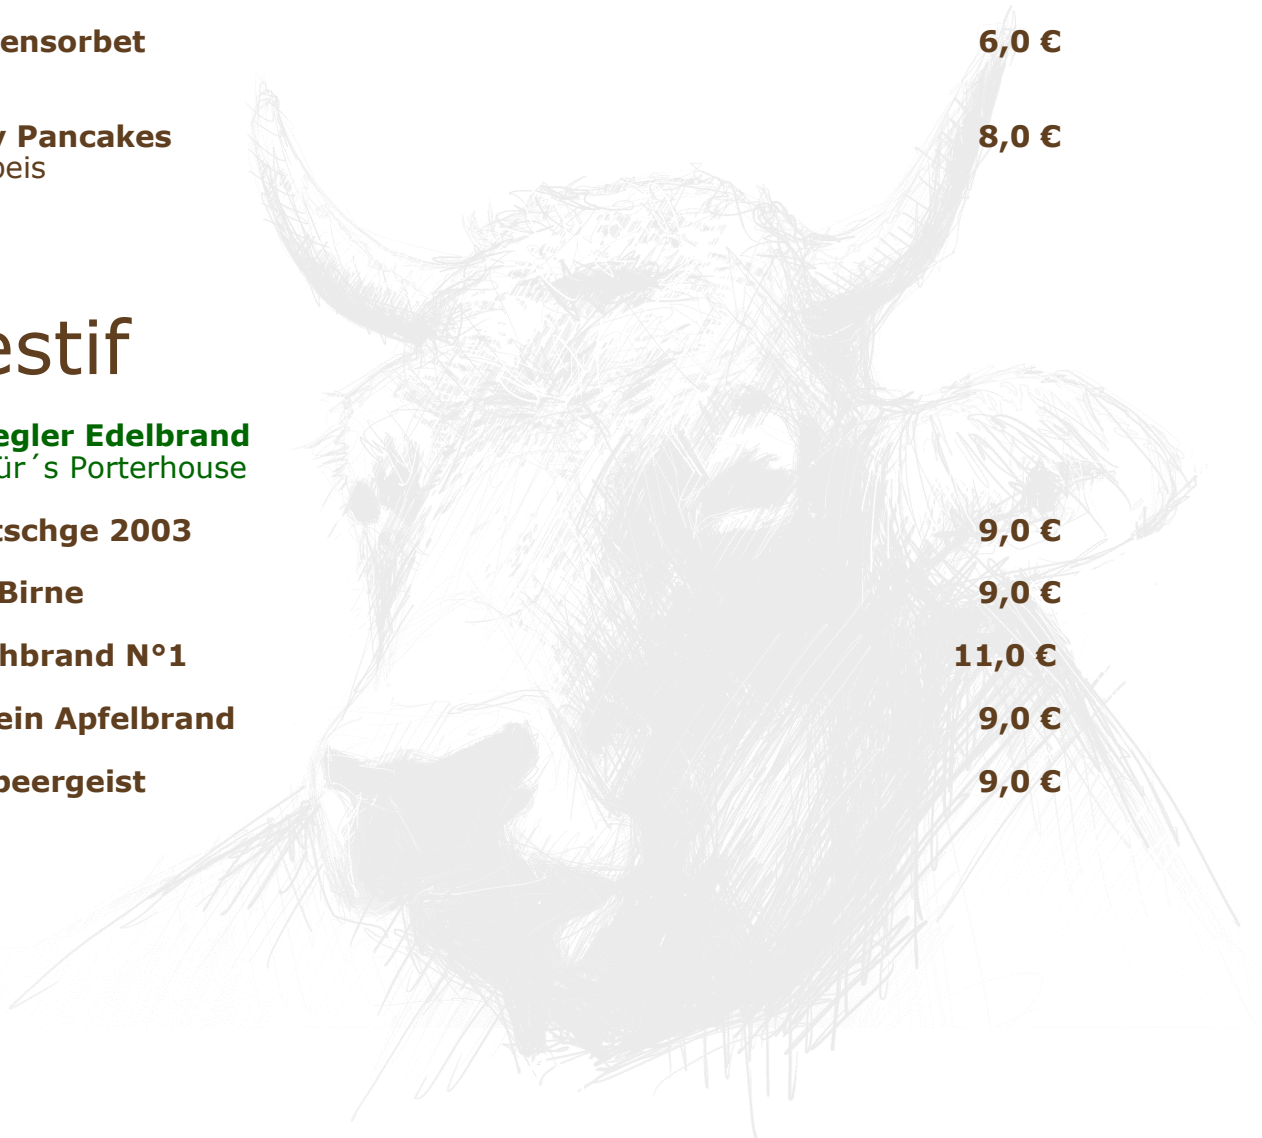 ensorbet 6,0 €
y Pancakes 8,0 €
beis
estif
egler Edelbrand
ür´s Porterhouse
tschge 2003 9,0 €
Birne 9,0 €
hbrand N°1 11,0 €
ein Apfelbrand 9,0 €
beergeist 9,0 €